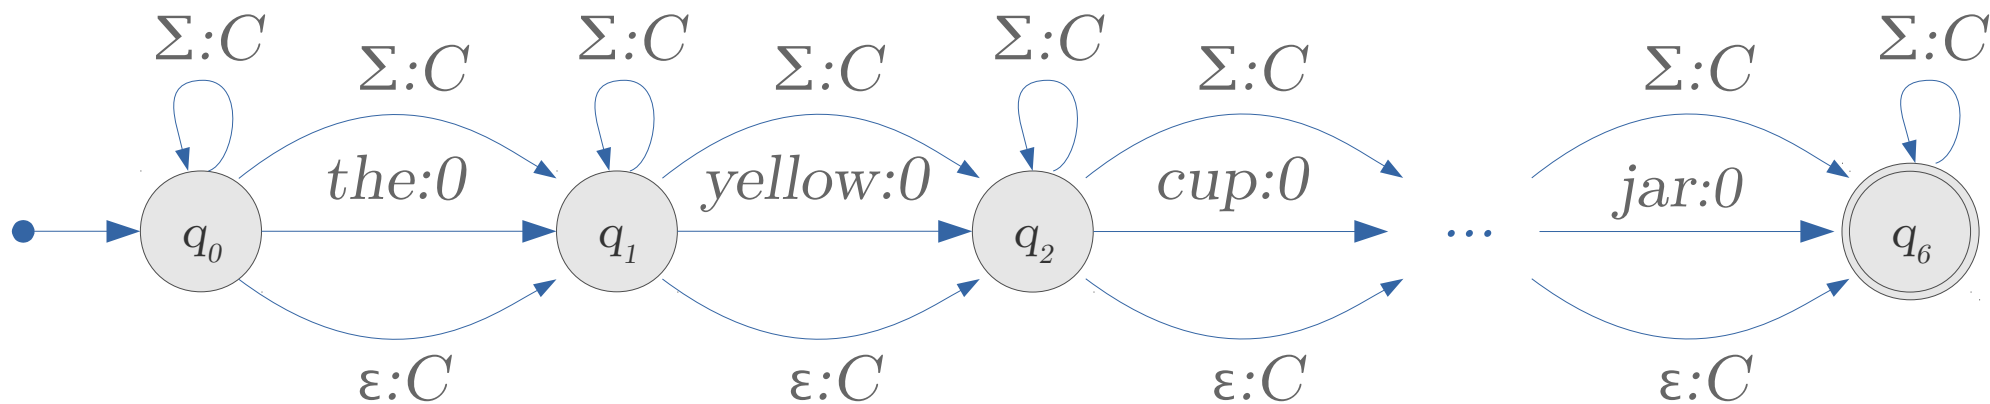 Σ:C Σ:C Σ:C Σ:C Σ:C Σ:C Σ:C Σ:C
the:0 yellow:0 cup:0 jar:0
q₀ q₁ q₂ ... q₆
ε:C ε:C ε:C ε:C